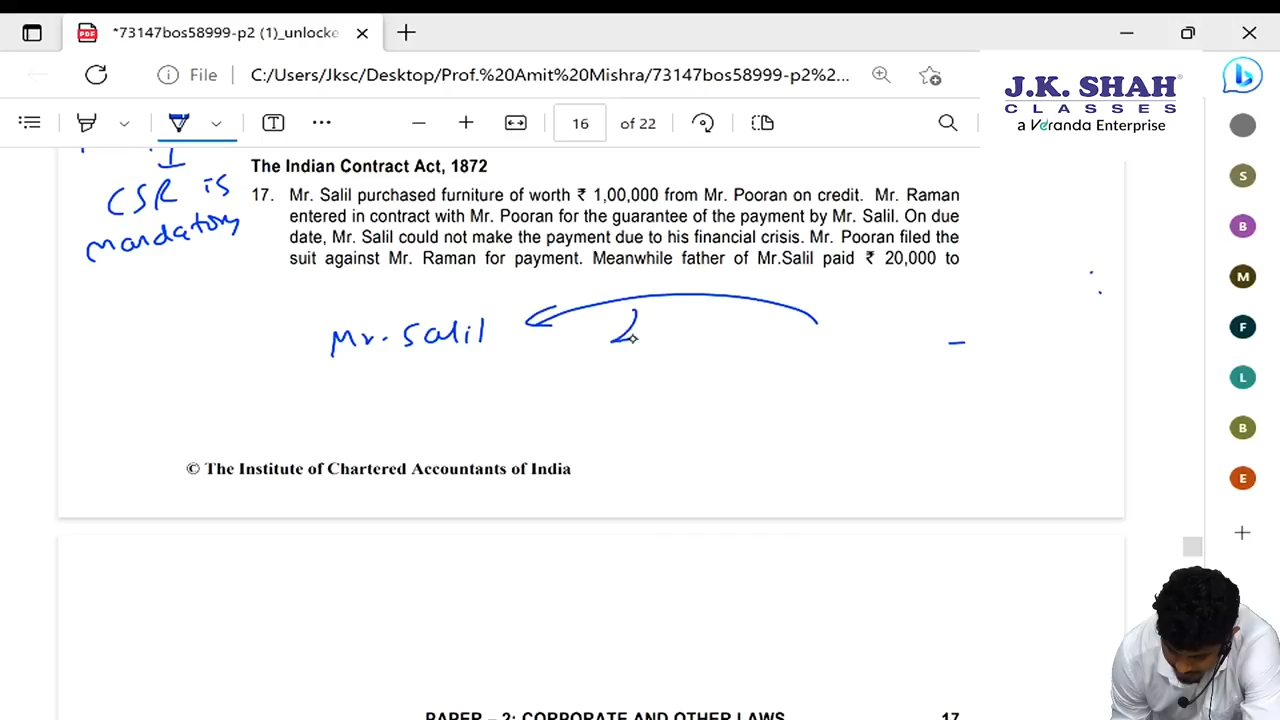 *73147bos58999-p2 (1)_unlocke
File
C:/Users/Jksc/Desktop/Prof.%20Amit%20Mishra/73147bos58999-p2%2...
J.K. SHAH
CLASSES
a Veranda Enterprise
16 of 22
CSR is
mandatory
The Indian Contract Act, 1872
17. Mr. Salil purchased furniture of worth ₹ 1,00,000 from Mr. Pooran on credit. Mr. Raman
entered in contract with Mr. Pooran for the guarantee of the payment by Mr. Salil. On due
date, Mr. Salil could not make the payment due to his financial crisis. Mr. Pooran filed the
suit against Mr. Raman for payment. Meanwhile father of Mr.Salil paid ₹ 20,000 to
Mr. Salil
© The Institute of Chartered Accountants of India
PAPER – 2: CORPORATE AND OTHER LAWS 17
S
B
M
F
L
B
E